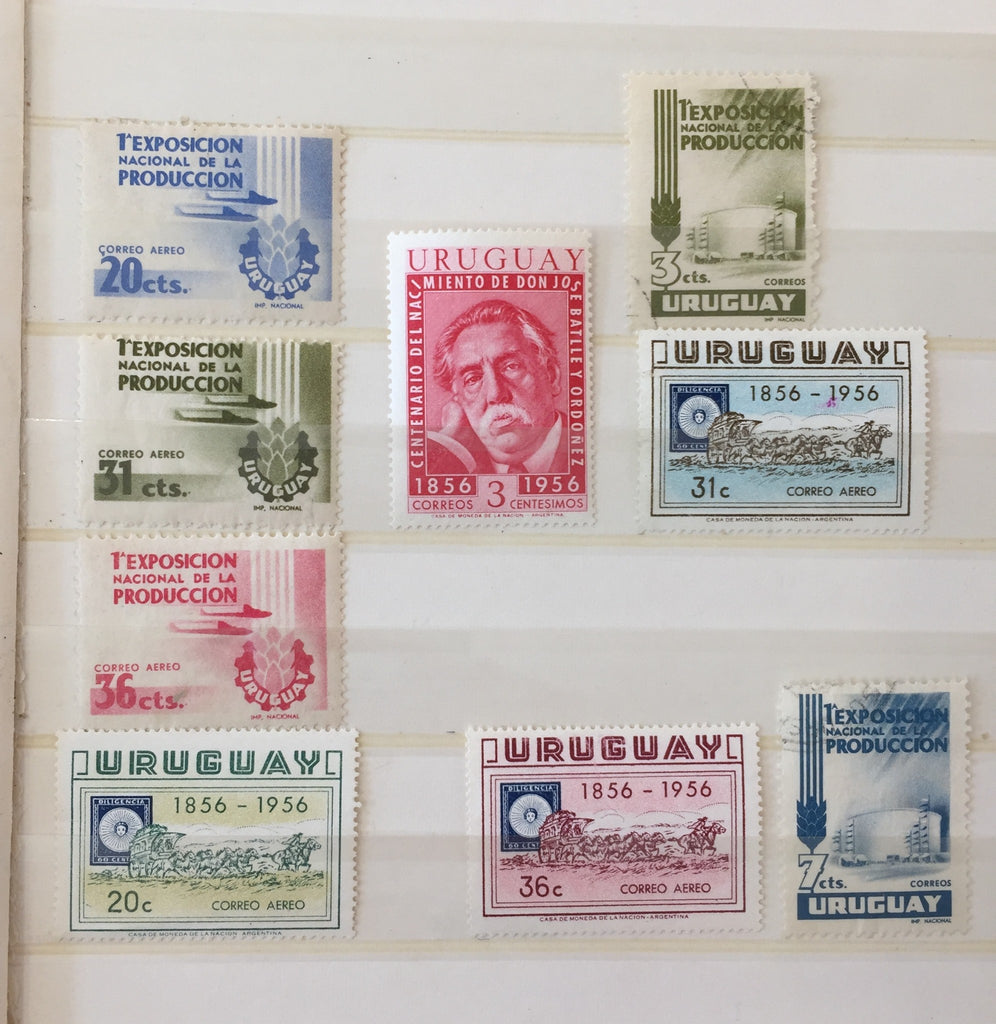 1ª EXPOSICION
NACIONAL DE LA
PRODUCCION
CORREO AEREO
20cts.
URUGUAY
IMP. NACIONAL
1ª EXPOSICION
NACIONAL DE LA
PRODUCCION
3 cts.
CORREOS
URUGUAY
IMP NACIONAL
URUGUAY
CENTENARIO DEL NACIMIENTO DE DON JOSE BATLLE Y ORDOÑEZ
1856 1956
CORREOS 3 CENTESIMOS
CASA DE MONEDA DE LA NACION - ARGENTINA
1ª EXPOSICION
NACIONAL DE LA
PRODUCCION
CORREO AEREO
31 cts.
URUGUAY
IMP. NACIONAL
URUGUAY
DILIGENCIA
1856 - 1956
60 CENT
31c
CORREO AEREO
CASA DE MONEDA DE LA NACION - ARGENTINA
1ª EXPOSICION
NACIONAL DE LA
PRODUCCION
CORREO AEREO
36cts.
URUGUAY
IMP. NACIONAL
URUGUAY
DILIGENCIA
1856 - 1956
60 CENT
20c
CORREO AEREO
CASA DE MONEDA DE LA NACION ARGENTINA
URUGUAY
DILIGENCIA
1856 - 1956
60 CENT
36c
CORREO AEREO
CASA DE MONEDA DE LA NACION - ARGENTINA
1ª EXPOSICION
NACIONAL DE LA
PRODUCCION
7 cts.
CORREOS
URUGUAY
IMP NACIONAL